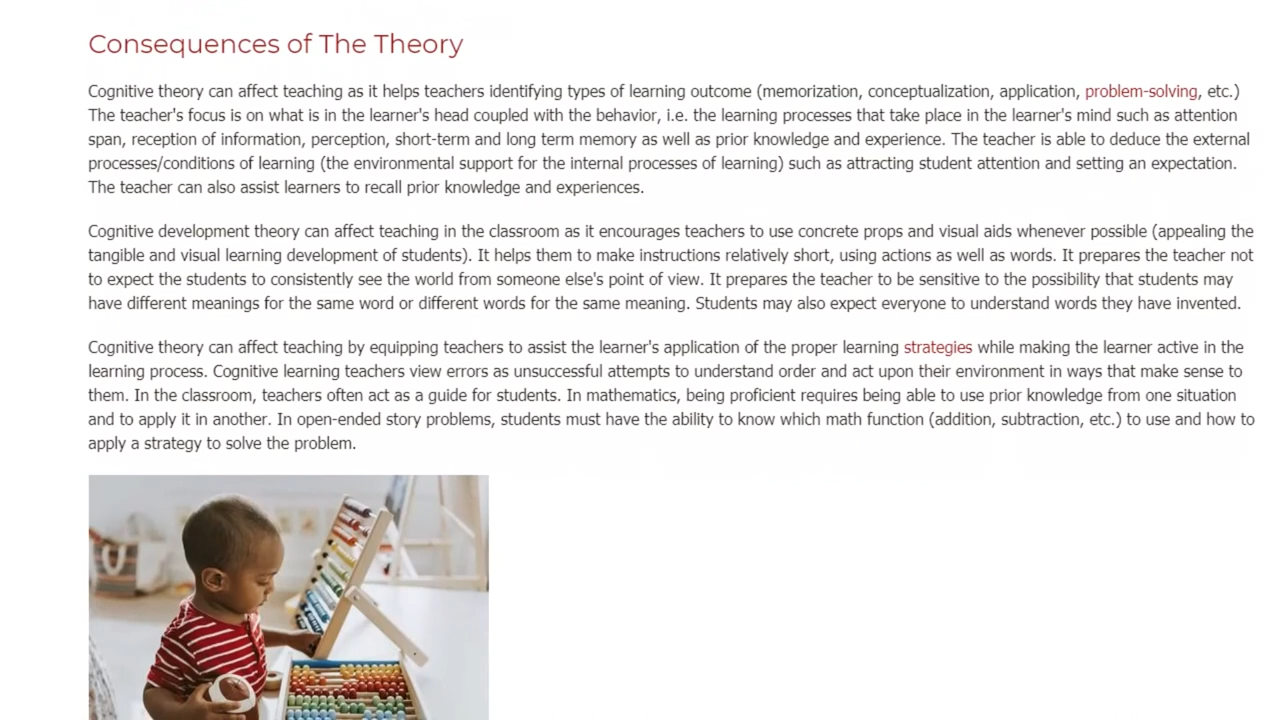 Consequences of The Theory
Cognitive theory can affect teaching as it helps teachers identifying types of learning outcome (memorization, conceptualization, application, problem-solving, etc.)
The teacher's focus is on what is in the learner's head coupled with the behavior, i.e. the learning processes that take place in the learner's mind such as attention
span, reception of information, perception, short-term and long term memory as well as prior knowledge and experience. The teacher is able to deduce the external
processes/conditions of learning (the environmental support for the internal processes of learning) such as attracting student attention and setting an expectation.
The teacher can also assist learners to recall prior knowledge and experiences.
Cognitive development theory can affect teaching in the classroom as it encourages teachers to use concrete props and visual aids whenever possible (appealing the
tangible and visual learning development of students). It helps them to make instructions relatively short, using actions as well as words. It prepares the teacher not
to expect the students to consistently see the world from someone else's point of view. It prepares the teacher to be sensitive to the possibility that students may
have different meanings for the same word or different words for the same meaning. Students may also expect everyone to understand words they have invented.
Cognitive theory can affect teaching by equipping teachers to assist the learner's application of the proper learning strategies while making the learner active in the
learning process. Cognitive learning teachers view errors as unsuccessful attempts to understand order and act upon their environment in ways that make sense to
them. In the classroom, teachers often act as a guide for students. In mathematics, being proficient requires being able to use prior knowledge from one situation
and to apply it in another. In open-ended story problems, students must have the ability to know which math function (addition, subtraction, etc.) to use and how to
apply a strategy to solve the problem.